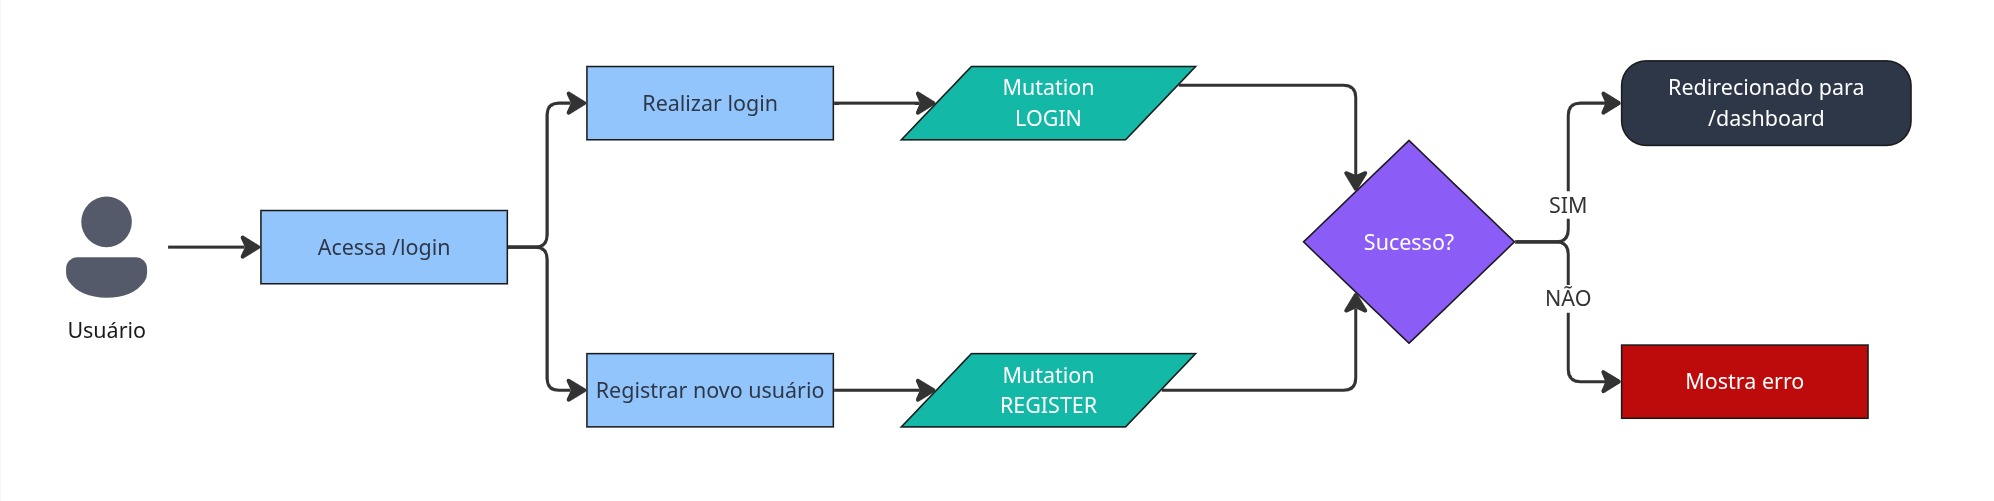 Usuário
Acessa /login
Realizar login
Mutation
LOGIN
Registrar novo usuário
Mutation
REGISTER
Sucesso?
SIM
Redirecionado para
/dashboard
NÃO
Mostra erro